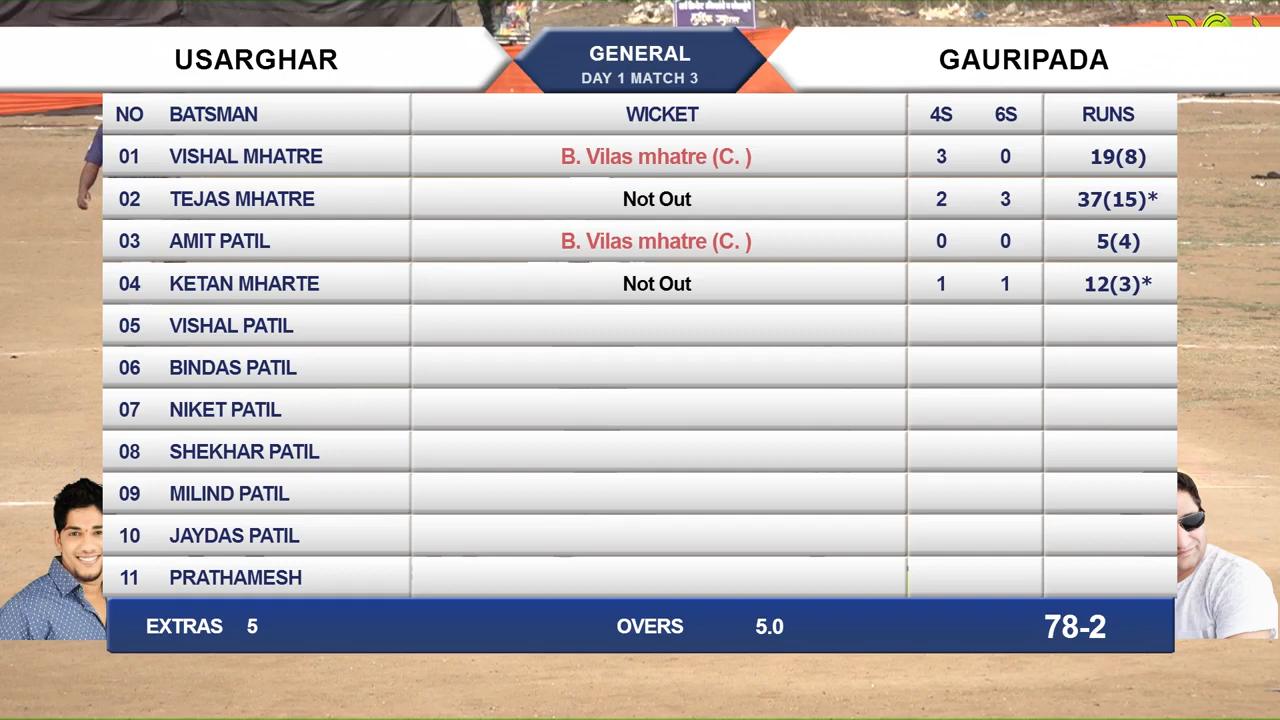 USARGHAR
GENERAL
DAY 1 MATCH 3
GAURIPADA
NO BATSMAN WICKET 4S 6S RUNS
01 VISHAL MHATRE B. Vilas mhatre (C. ) 3 0 19(8)
02 TEJAS MHATRE Not Out 2 3 37(15)*
03 AMIT PATIL B. Vilas mhatre (C. ) 0 0 5(4)
04 KETAN MHARTE Not Out 1 1 12(3)*
05 VISHAL PATIL
06 BINDAS PATIL
07 NIKET PATIL
08 SHEKHAR PATIL
09 MILIND PATIL
10 JAYDAS PATIL
11 PRATHAMESH
EXTRAS 5 OVERS 5.0 78-2